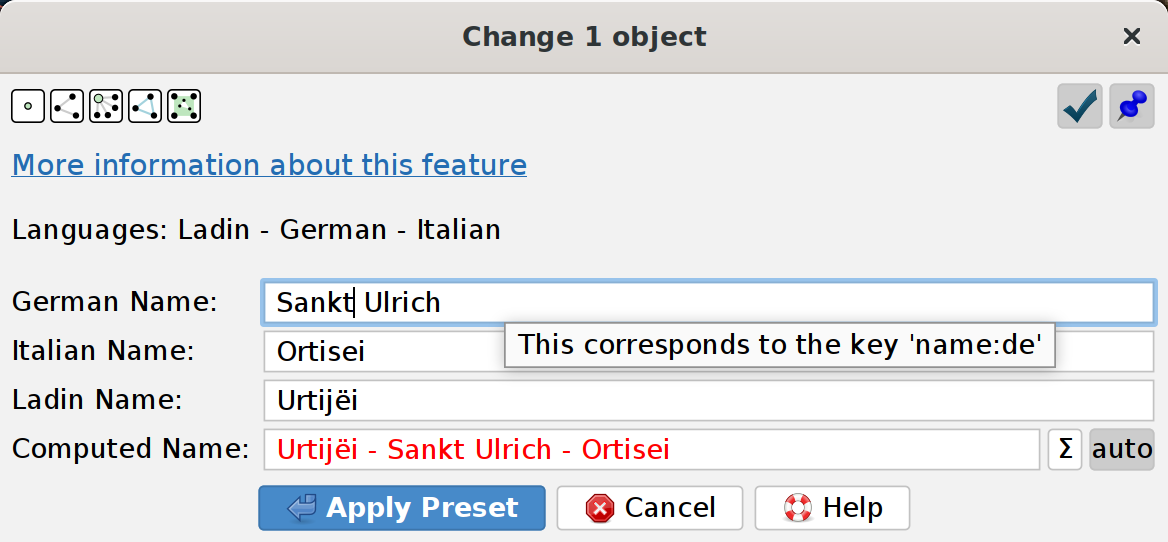 Change 1 object
More information about this feature
Languages: Ladin - German - Italian
German Name: Sankt Ulrich
This corresponds to the key 'name:de'
Italian Name: Ortisei
Ladin Name: Urtijëi
Computed Name: Urtijëi - Sankt Ulrich - Ortisei Σ auto
Apply Preset Cancel Help